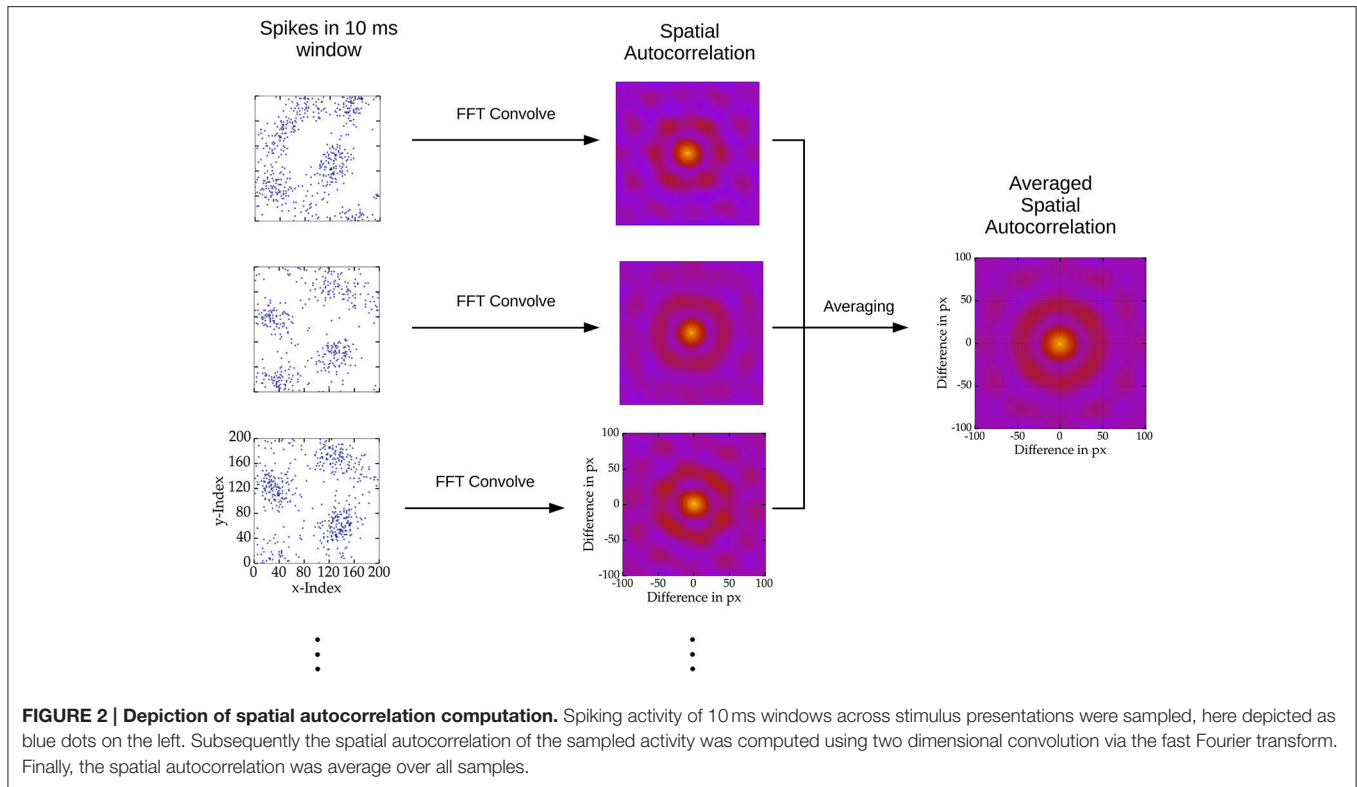 Spikes in 10 ms
window
Spatial
Autocorrelation
FFT Convolve
Averaged
Spatial
Autocorrelation
FFT Convolve
Averaging
100
50
0
-50
-100
Difference in px
-100 -50 0 50 100
Difference in px
200
160
120
80
40
0
y-Index
0 40 80 120 160 200
x-Index
FFT Convolve
100
50
0
-50
-100
Difference in px
-100 -50 0 50 100
Difference in px
FIGURE 2 | Depiction of spatial autocorrelation computation. Spiking activity of 10 ms windows across stimulus presentations were sampled, here depicted as
blue dots on the left. Subsequently the spatial autocorrelation of the sampled activity was computed using two dimensional convolution via the fast Fourier transform.
Finally, the spatial autocorrelation was average over all samples.